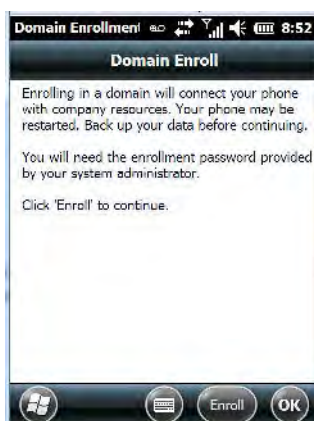 Domain Enrollment 8:52
Domain Enroll
Enrolling in a domain will connect your phone
with company resources. Your phone may be
restarted. Back up your data before continuing.
You will need the enrollment password provided
by your system administrator.
Click 'Enroll' to continue.
Enroll OK